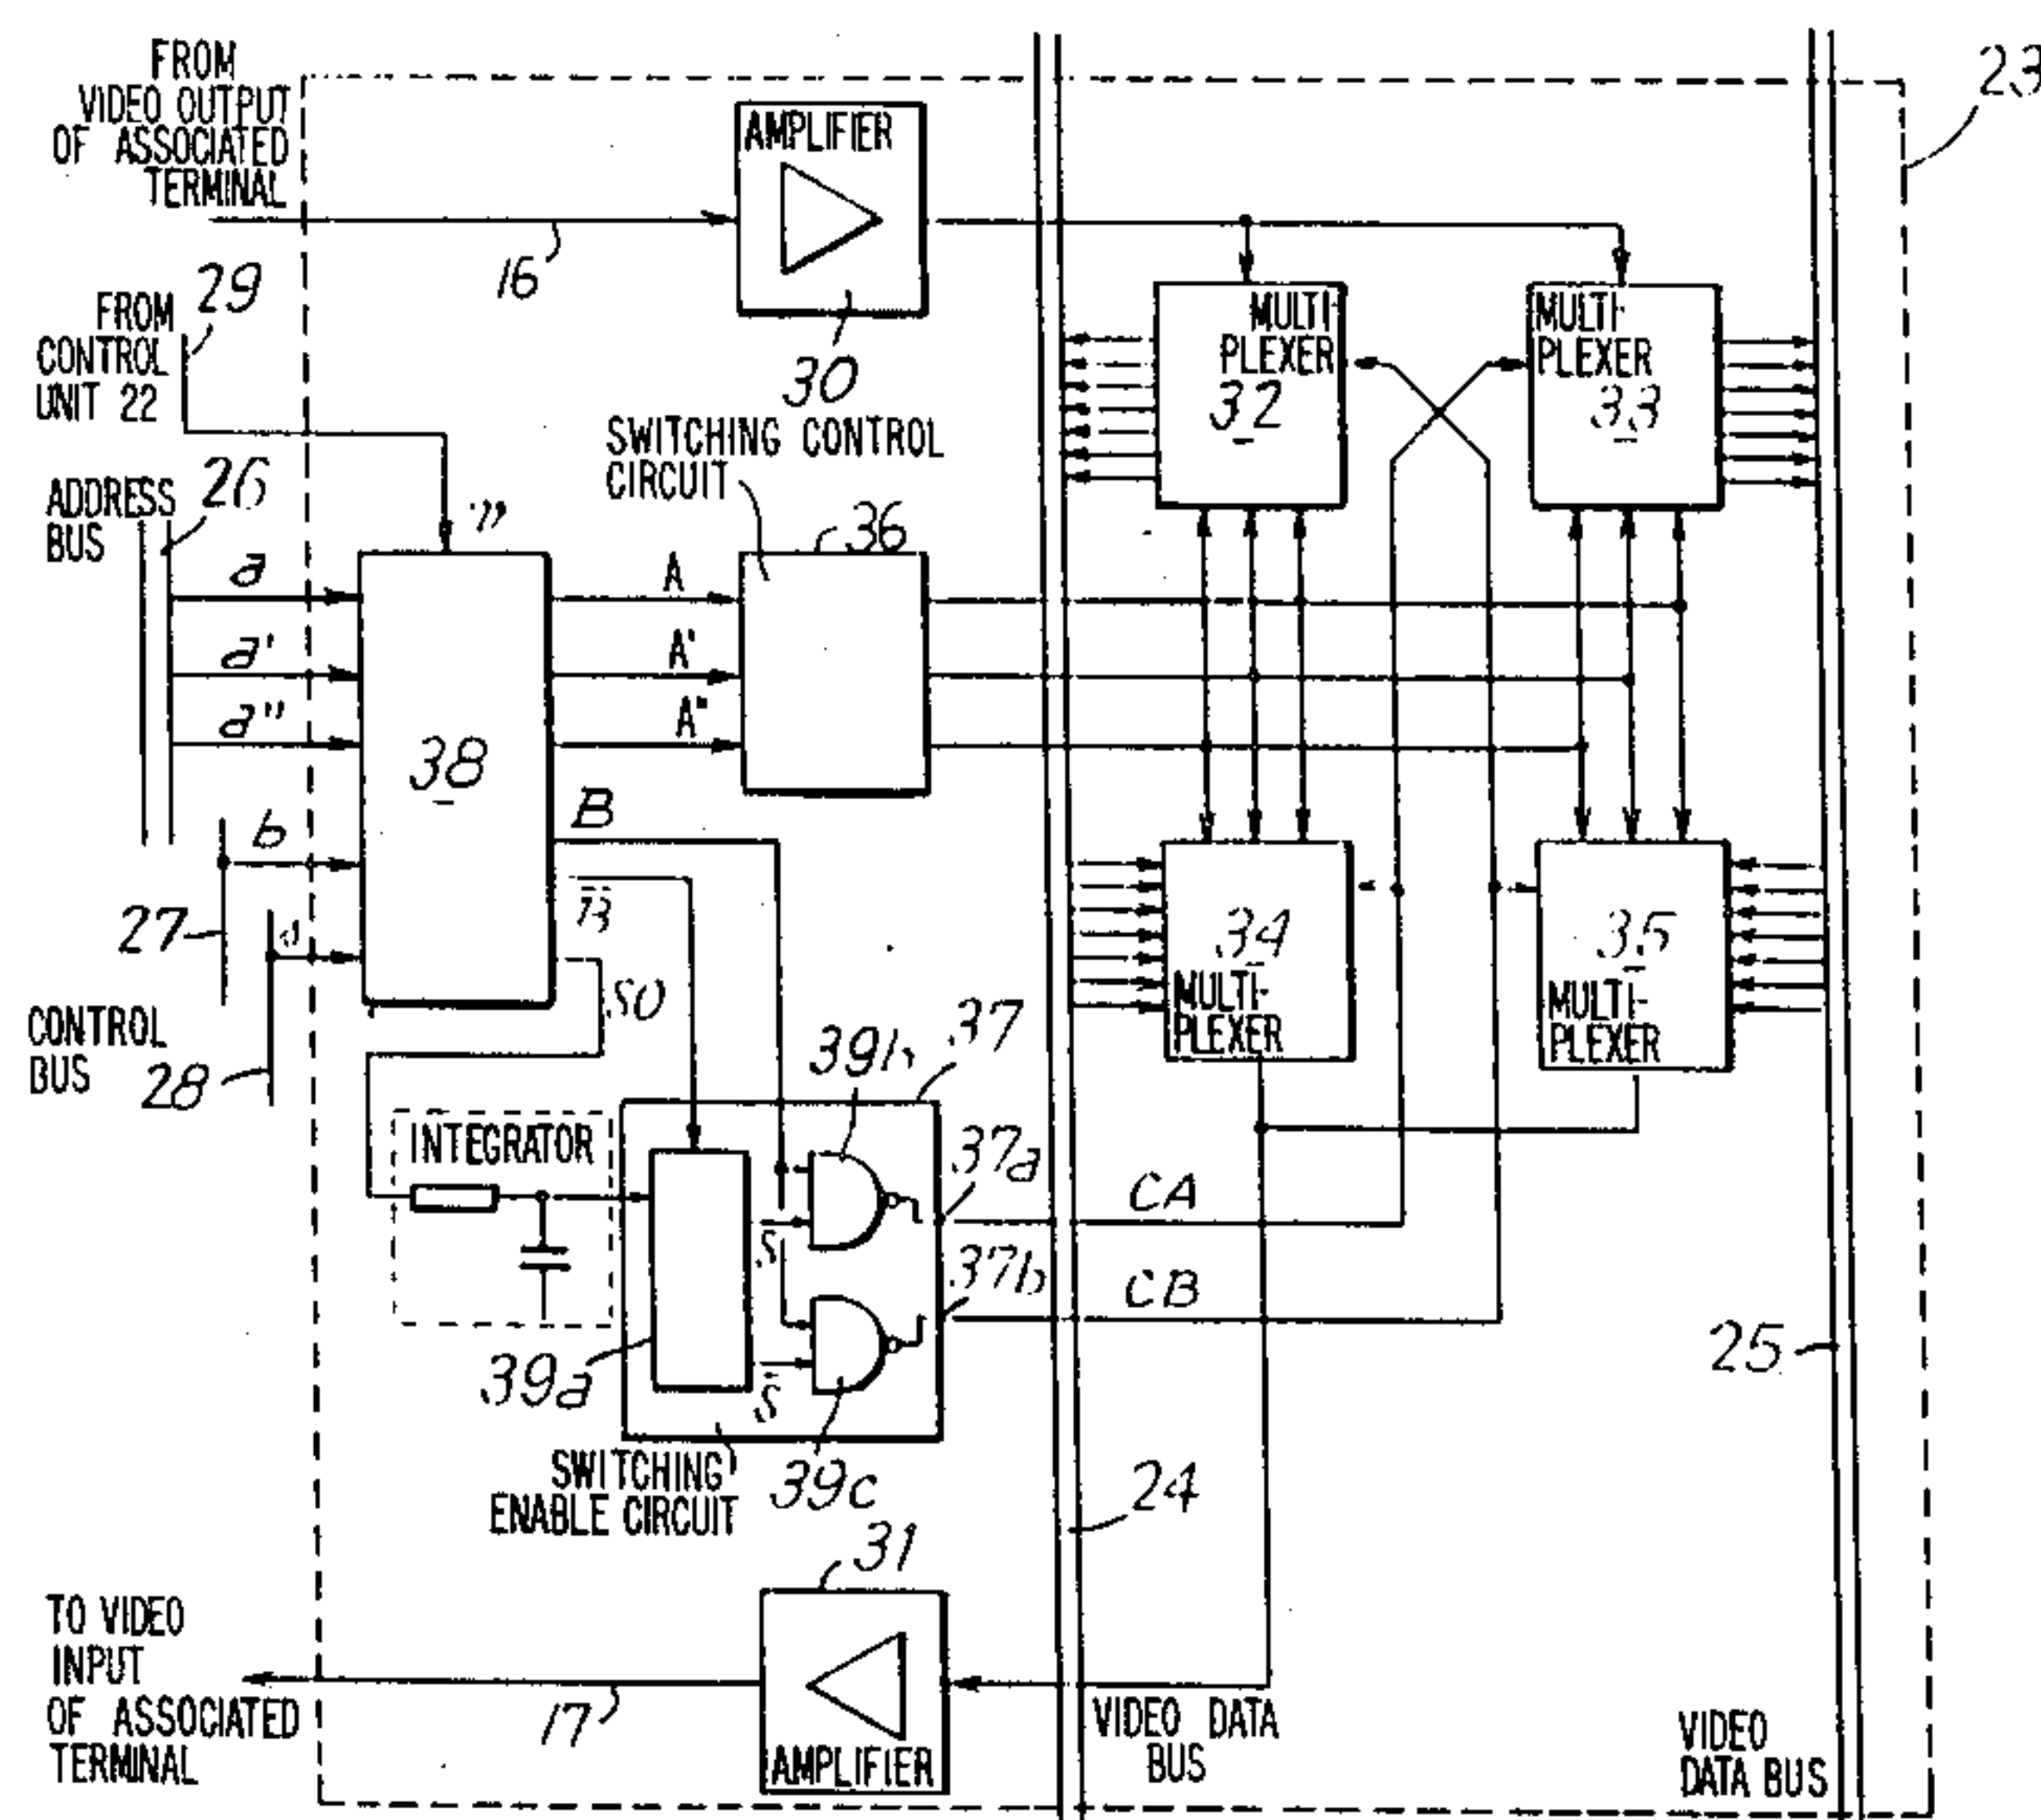 FROM
VIDEO OUTPUT
OF ASSOCIATED
TERMINAL
16
AMPLIFIER
30
23
FROM
CONTROL
UNIT 22
29
MULTI
PLEXER
32
MULTI-
PLEXER
33
SWITCHING CONTROL
CIRCUIT
36
ADDRESS
BUS
26
a
a'
a"
n
38
A
A'
A"
b
27
B
B̅
SO
CONTROL
BUS
28
34
MULTI-
PLEXER
35
MULTI-
PLEXER
INTEGRATOR
39b
37
37a
CA
S
37b
CB
39a
S̅
39c
SWITCHING
ENABLE CIRCUIT
24
25
31
AMPLIFIER
TO VIDEO
INPUT
OF ASSOCIATED
TERMINAL
17
VIDEO DATA
BUS
VIDEO
DATA BUS